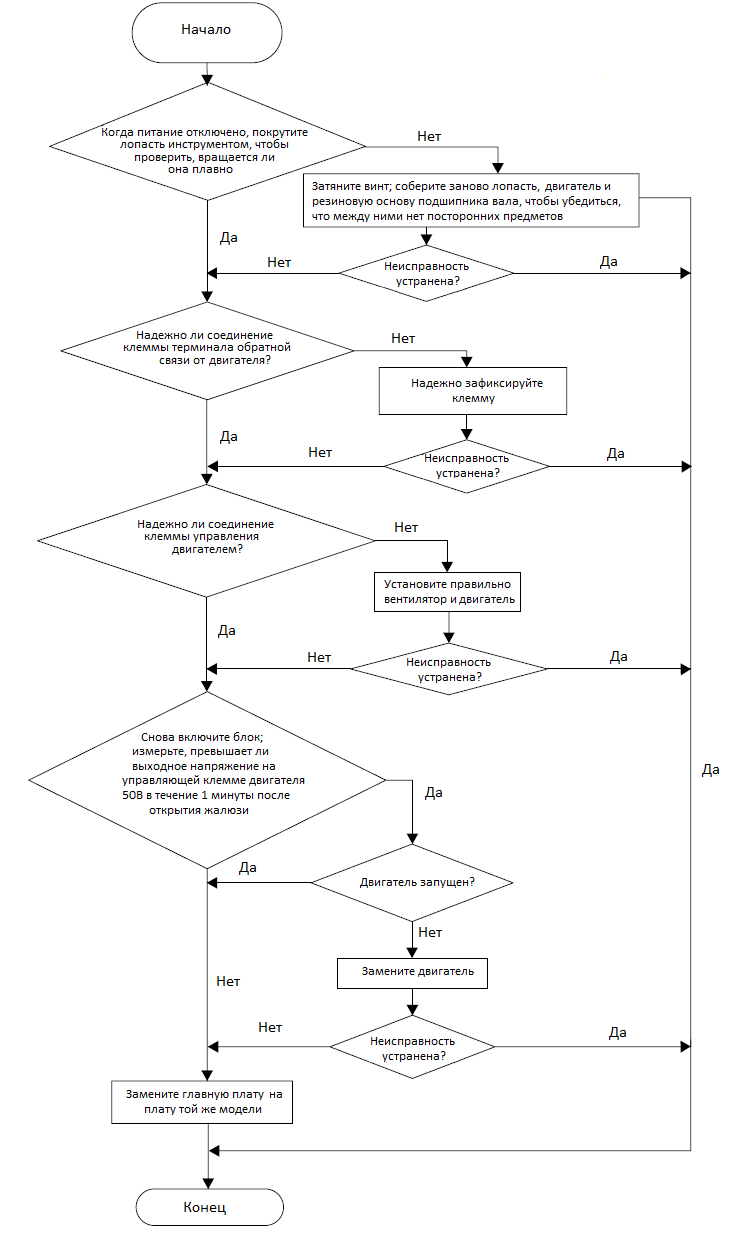 Начало
Когда питание отключено, покрутите
лопасть инструментом, чтобы
проверить, вращается ли
она плавно
Нет
Затяните винт; соберите заново лопасть, двигатель и
резиновую основу подшипника вала, чтобы убедиться,
что между ними нет посторонних предметов
Да
Нет
Неисправность
устранена?
Да
Надежно ли соединение
клеммы терминала обратной
связи от двигателя?
Нет
Надежно зафиксируйте
клемму
Да
Нет
Неисправность
устранена?
Да
Надежно ли соединение
клеммы управления
двигателем?
Нет
Установите правильно
вентилятор и двигатель
Да
Нет
Неисправность
устранена?
Да
Снова включите блок;
измерьте, превышает ли
выходное напряжение на
управляющей клемме двигателя
50В в течение 1 минуты после
открытия жалюзи
Да
Да
Да
Двигатель запущен?
Нет
Замените двигатель
Нет
Нет
Неисправность
устранена?
Да
Замените главную плату на
плату той же модели
Конец